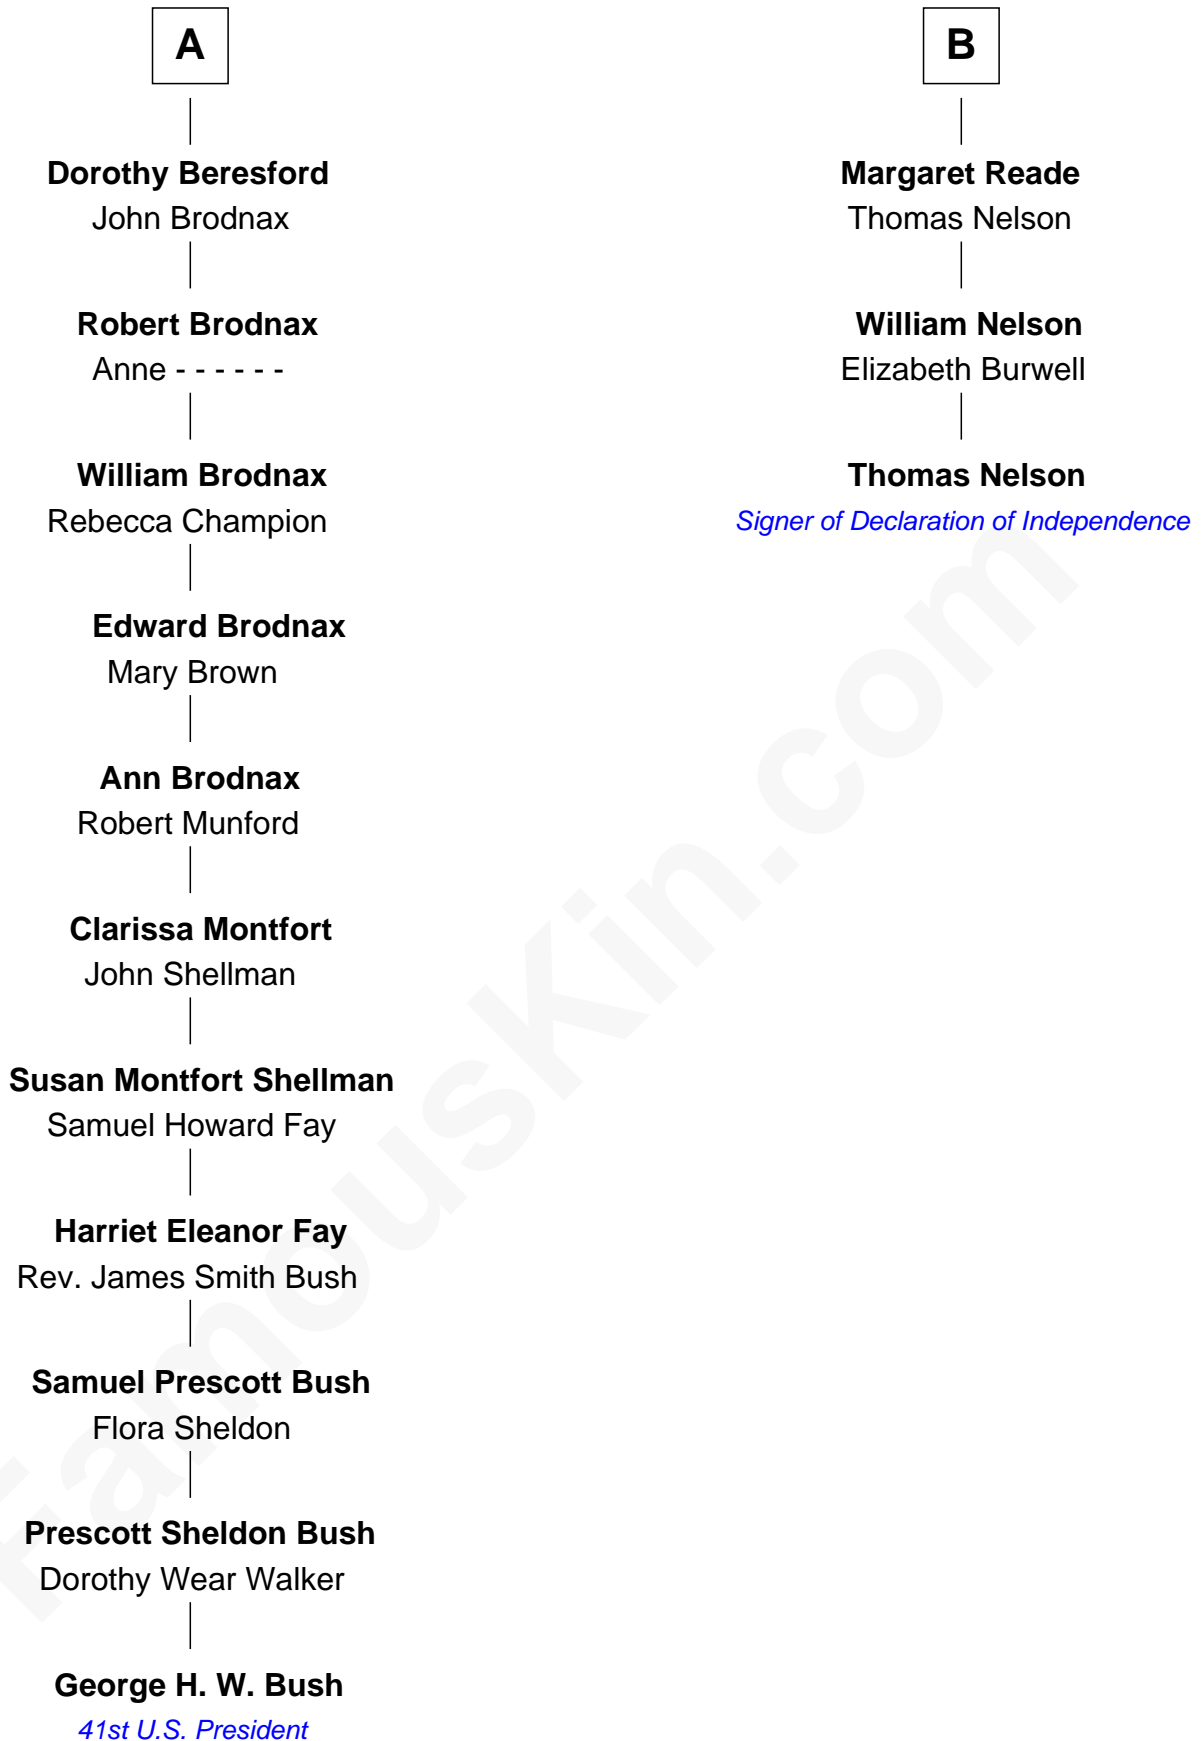 A
Dorothy Beresford
John Brodnax
Robert Brodnax
Anne - - - - - -
William Brodnax
Rebecca Champion
Edward Brodnax
Mary Brown
Ann Brodnax
Robert Munford
Clarissa Montfort
John Shellman
Susan Montfort Shellman
Samuel Howard Fay
Harriet Eleanor Fay
Rev. James Smith Bush
Samuel Prescott Bush
Flora Sheldon
Prescott Sheldon Bush
Dorothy Wear Walker
George H. W. Bush
41st U.S. President
B
Margaret Reade
Thomas Nelson
William Nelson
Elizabeth Burwell
Thomas Nelson
Signer of Declaration of Independence
FamousKin.com